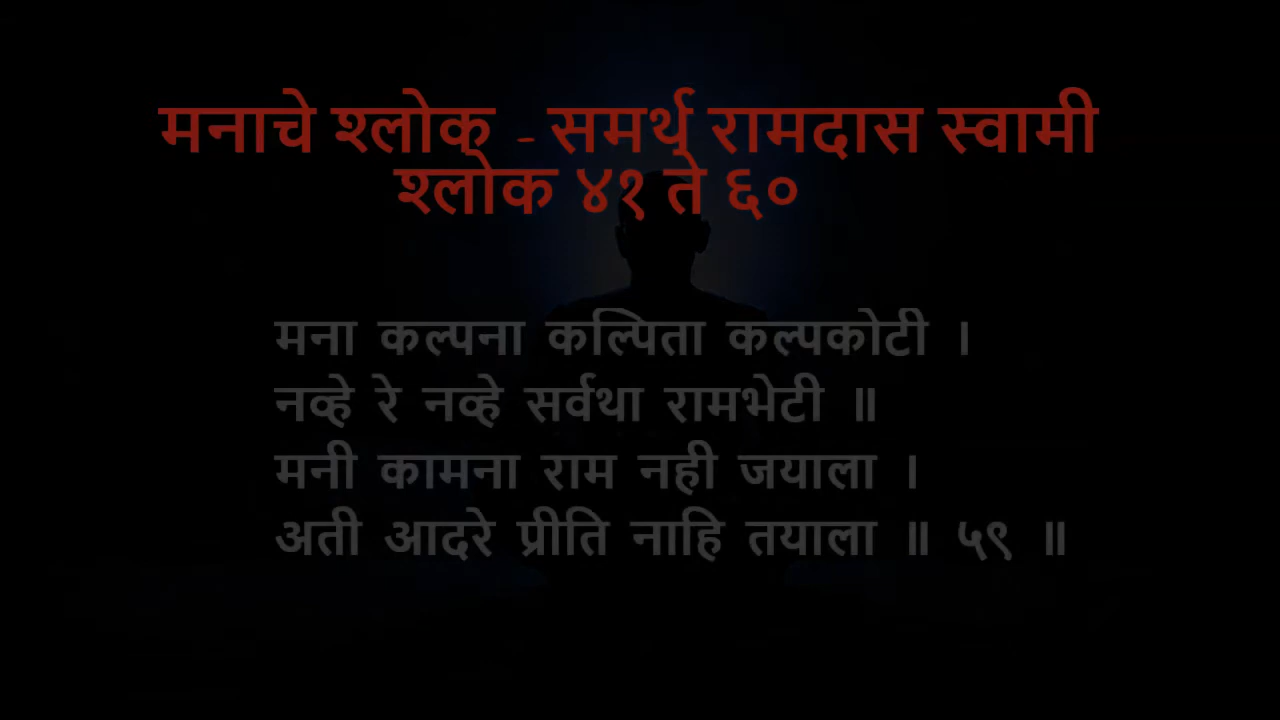 मनाचे श्लोक - समर्थ रामदास स्वामी
श्लोक ४१ ते ६०
मना कल्पना कल्पिता कल्पकोटी ।
नव्हे रे नव्हे सर्वथा रामभेटी ॥
मनी कामना राम नही जयाला ।
अती आदरे प्रीति नाहि तयाला ॥ ५९ ॥